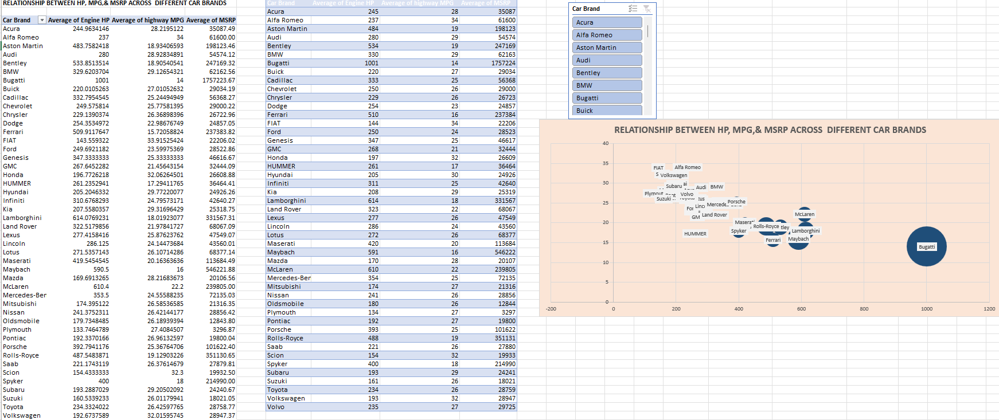 RELATIONSHIP BETWEEN HP, MPG,& MSRP ACROSS  DIFFERENT CAR BRANDS
Car Brand Average of Engine HP Average of highway MPG Average of MSRP
Acura 244.9634146 28.2195122 35087.49
Alfa Romeo 237 34 61600.00
Aston Martin 483.7582418 18.93406593 198123.46
Audi 280 28.92834891 54574.12
Bentley 533.8513514 18.90540541 247169.32
BMW 329.6203704 29.12654321 62162.56
Bugatti 1001 14 1757223.67
Buick 220.0105263 27.01052632 29034.19
Cadillac 332.7954545 25.24494949 56368.27
Chevrolet 249.575814 25.77581395 29000.22
Chrysler 229.1390374 26.36898396 26722.96
Dodge 254.3534972 22.98676749 24857.05
Ferrari 509.9117647 15.72058824 237383.82
FIAT 143.559322 33.91525424 22206.02
Ford 249.6921182 23.59975369 28522.86
Genesis 347.3333333 25.33333333 46616.67
GMC 267.6452282 21.45643154 32444.09
Honda 196.7726218 32.06264501 26608.88
HUMMER 261.2352941 17.29411765 36464.41
Hyundai 205.2046332 29.77220077 24926.26
Infiniti 310.6768293 24.79573171 42640.27
Kia 207.5580357 29.31696429 25318.75
Lamborghini 614.0769231 18.01923077 331567.31
Land Rover 322.5179856 21.97841727 68067.09
Lexus 277.4158416 25.87623762 47549.07
Lincoln 286.125 24.14473684 43560.01
Lotus 271.5357143 26.10714286 68377.14
Maserati 419.5454545 20.16363636 113684.49
Maybach 590.5 16 546221.88
Mazda 169.6913265 28.21683673 20106.56
McLaren 610.4 22.2 239805.00
Mercedes-Ber 353.5 24.55588235 72135.03
Mitsubishi 174.395122 26.58536585 21316.35
Nissan 241.3752311 26.42144177 28856.42
Oldsmobile 179.7348485 26.18939394 12843.80
Plymouth 133.7464789 27.4084507 3296.87
Pontiac 192.3370166 26.96132597 19800.04
Porsche 392.7941176 25.36764706 101622.40
Rolls-Royce 487.5483871 19.12903226 351130.65
Saab 221.1743119 26.37614679 27879.81
Scion 154.4333333 32.3 19932.50
Spyker 400 18 214990.00
Subaru 193.2887029 29.20502092 24240.67
Suzuki 160.5339233 26.01179941 18021.05
Toyota 234.3324022 26.42597765 28758.77
Volkswagen 192.6737589 32.01595745 28947.37
Car Brand Average of Engine HP Average of highway MPG Average of MSRP
Acura 245 28 35087
Alfa Romeo 237 34 61600
Aston Martin 484 19 198123
Audi 280 29 54574
Bentley 534 19 247169
BMW 330 29 62163
Bugatti 1001 14 1757224
Buick 220 27 29034
Cadillac 333 25 56368
Chevrolet 250 26 29000
Chrysler 229 26 26723
Dodge 254 23 24857
Ferrari 510 16 237384
FIAT 144 34 22206
Ford 250 24 28523
Genesis 347 25 46617
GMC 268 21 32444
Honda 197 32 26609
HUMMER 261 17 36464
Hyundai 205 30 24926
Infiniti 311 25 42640
Kia 208 29 25319
Lamborghini 614 18 331567
Land Rover 323 22 68067
Lexus 277 26 47549
Lincoln 286 24 43560
Lotus 272 26 68377
Maserati 420 20 113684
Maybach 591 16 546222
Mazda 170 28 20107
McLaren 610 22 239805
Mercedes-Ber 354 25 72135
Mitsubishi 174 27 21316
Nissan 241 26 28856
Oldsmobile 180 26 12844
Plymouth 134 27 3297
Pontiac 192 27 19800
Porsche 393 25 101622
Rolls-Royce 488 19 351131
Saab 221 26 27880
Scion 154 32 19933
Spyker 400 18 214990
Subaru 193 29 24241
Suzuki 161 26 18021
Toyota 234 26 28759
Volkswagen 193 32 28947
Volvo 235 27 29725
Car Brand
Acura
Alfa Romeo
Aston Martin
Audi
Bentley
BMW
Bugatti
Buick
RELATIONSHIP BETWEEN HP, MPG,& MSRP ACROSS  DIFFERENT CAR BRANDS
40
35
30
25
20
15
10
5
0
FIAT Alfa Romeo
S Volkswagen
Subaru ai Audi BMW
Plymout Volvo
Suzuki tus
Porsche
For Linc Mercedes
GM Land Rover
McLaren
Maserati
Rolls-Royce tley
Spyker Lamborghini
HUMMER
Ferrari Maybach
Bugatti
-200 0 200 400 600 800 1000 1200